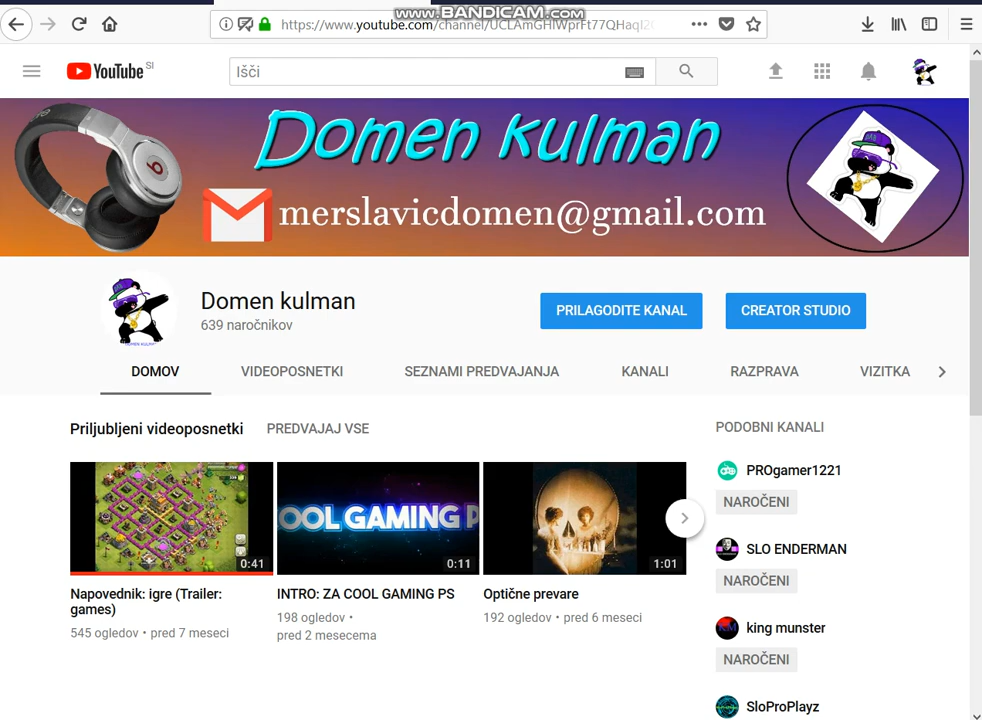 www.BANDICAM.com
https://www.youtube.com/channel/UCLAmGHIWprFt77QHaqI2
YouTube SI
Išči
Domen kulman
merslavicdomen@gmail.com
Domen kulman
639 naročnikov
PRILAGODITE KANAL
CREATOR STUDIO
DOMOV
VIDEOPOSNETKI
SEZNAMI PREDVAJANJA
KANALI
RAZPRAVA
VIZITKA
Priljubljeni videoposnetki
PREDVAJAJ VSE
0:41
Napovednik: igre (Trailer:
games)
545 ogledov • pred 7 meseci
OOL GAMING P
0:11
INTRO: ZA COOL GAMING PS
198 ogledov •
pred 2 mesecema
1:01
Optične prevare
192 ogledov • pred 6 meseci
PODOBNI KANALI
PROgamer1221
NAROČENI
SLO ENDERMAN
NAROČENI
king munster
NAROČENI
SloProPlayz